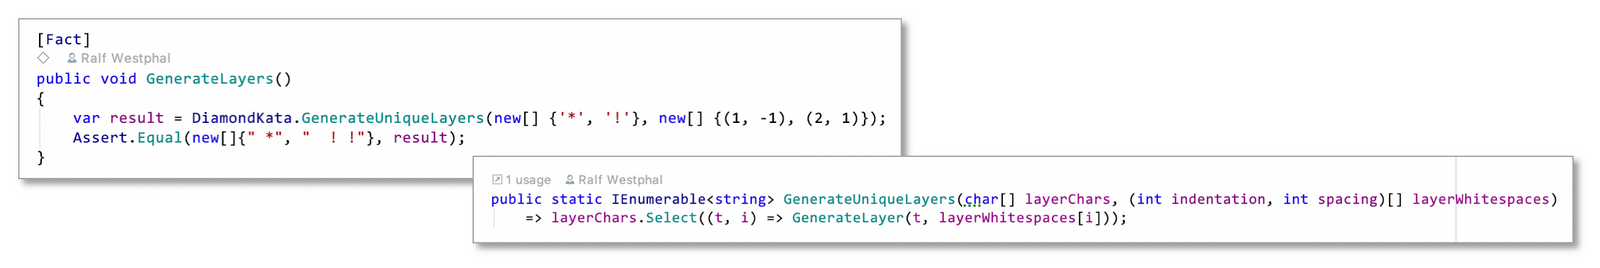 [Fact]
Ralf Westphal
public void GenerateLayers()
{
    var result = DiamondKata.GenerateUniqueLayers(new[] {'*', '!'}, new[] {(1, -1), (2, 1)});
    Assert.Equal(new[]{" *", "  ! !"}, result);
}
1 usage Ralf Westphal
public static IEnumerable<string> GenerateUniqueLayers(char[] layerChars, (int indentation, int spacing)[] layerWhitespaces)
    => layerChars.Select((t, i) => GenerateLayer(t, layerWhitespaces[i]));